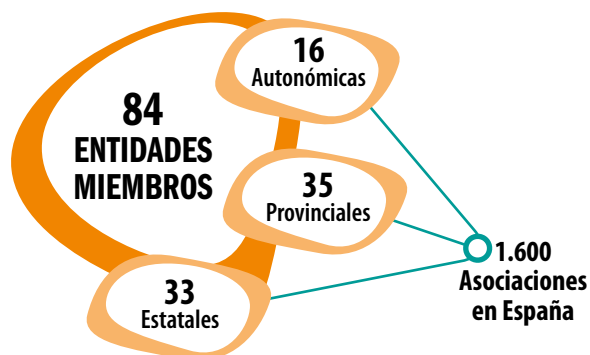 84
ENTIDADES
MIEMBROS
16
Autonómicas
35
Provinciales
33
Estatales
1.600
Asociaciones
en España